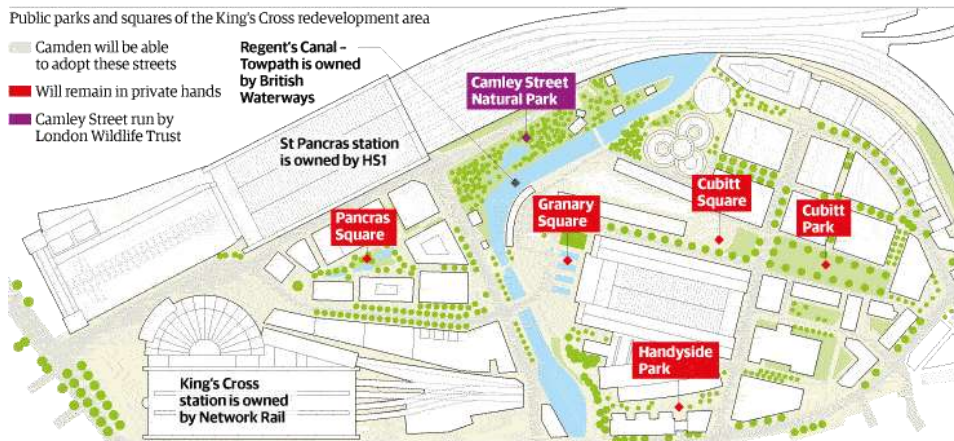 Public parks and squares of the King's Cross redevelopment area
Camden will be able
to adopt these streets
Will remain in private hands
Camley Street run by
London Wildlife Trust
Regent's Canal –
Towpath is owned
by British
Waterways
St Pancras station
is owned by HS1
Camley Street
Natural Park
Pancras
Square
Granary
Square
Cubitt
Square
Cubitt
Park
Handyside
Park
King's Cross
station is owned
by Network Rail